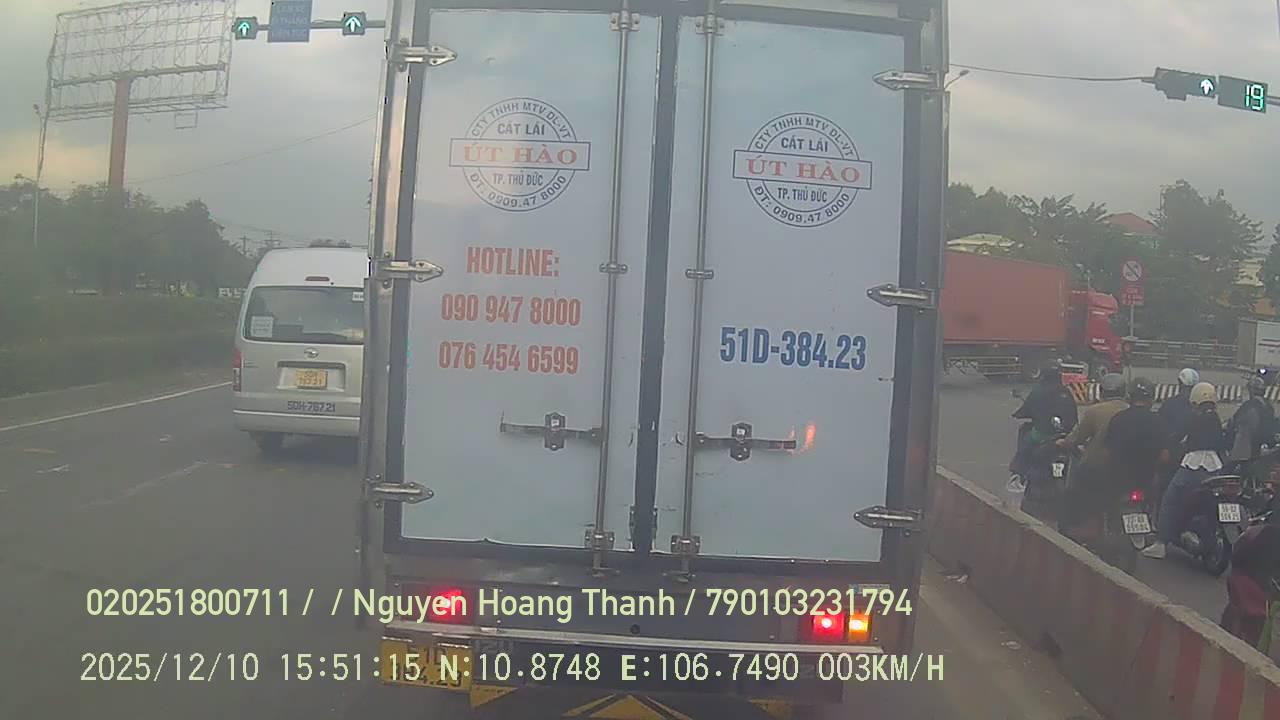 19
CTY TNHH MTV DL-VT
CÁT LÁI
ÚT HÀO
TP. THỦ ĐỨC
ĐT: 0909.47 8000
CTY TNHH MTV DL-VT
CÁT LÁI
ÚT HÀO
TP. THỦ ĐỨC
ĐT: 0909.47 8000
HOTLINE:
090 947 8000
076 454 6599
51D-384.23
50H-767.21
020251800711 / / Nguyen Hoang Thanh / 790103231794
2025/12/10 15:51:15 N:10.8748 E:106.7490 003KM/H